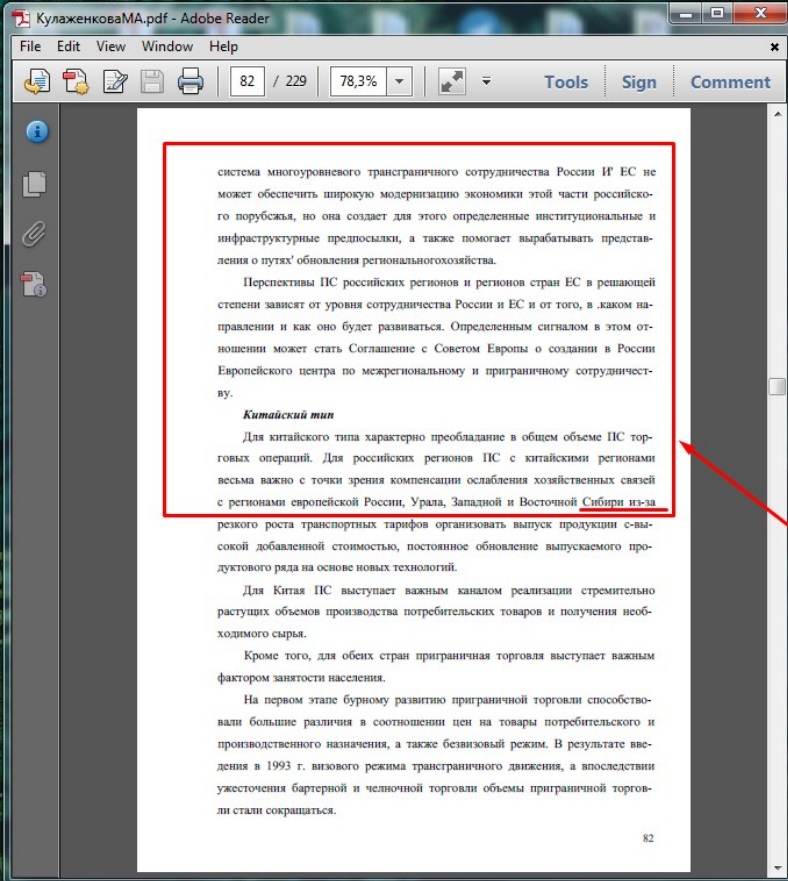 КулаженковаМА.pdf - Adobe Reader
File Edit View Window Help
82 / 229 78,3% Tools Sign Comment
система многоуровневого трансграничного сотрудничества России И' ЕС не
может обеспечить широкую модернизацию экономики этой части российско-
го порубсжья, но она создает для этого определенные институциональные и
инфраструктурные предпосылки, а также помогает вырабатывать представ-
ления о путях' обновления региональногохозяйства.
Перспективы ПС российских регионов и регионов стран ЕС в решающей
степени зависят от уровня сотрудничества России и ЕС и от того, в .каком на-
правлении и как оно будет развиваться. Определенным сигналом в этом от-
ношении может стать Соглашение с Советом Европы о создании в России
Европейского центра по межрегиональному и приграничному сотрудничест-
ву.
Китайский тип
Для китайского типа характерно преобладание в общем объеме ПС тор-
говых операций. Для российских регионов ПС с китайскими регионами
весьма важно с точки зрения компенсации ослабления хозяйственных связей
с регионами европейской России, Урала, Западной и Восточной Сибири из-за
резкого роста транспортных тарифов организовать выпуск продукции с-вы-
сокой добавленной стоимостью, постоянное обновление выпускаемого про-
дуктового ряда на основе новых технологий.
Для Китая ПС выступает важным каналом реализации стремительно
растущих объемов производства потребительских товаров и получения необ-
ходимого сырья.
Кроме того, для обеих стран приграничная торговля выступает важным
фактором занятости населения.
На первом этапе бурному развитию приграничной торговли способство-
вали большие различия в соотношении цен на товары потребительского и
производственного назначения, а также безвизовый режим. В результате вве-
дения в 1993 г. визового режима трансграничного движения, а впоследствии
ужесточения бартерной и челночной торговли объемы приграничной торгов-
ли стали сокращаться.
82